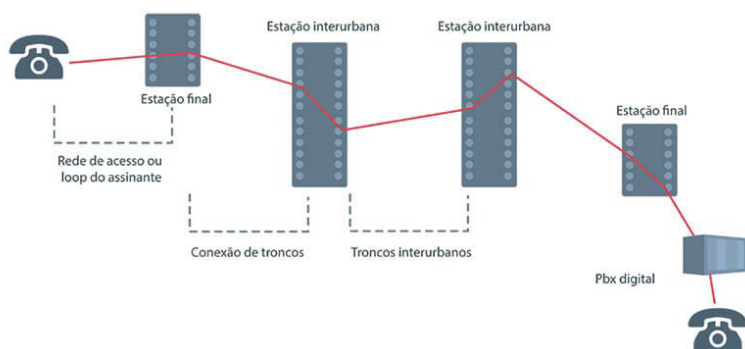 Estação interurbana
Estação interurbana
Estação final
Estação final
Rede de acesso ou
loop do assinante
Conexão de troncos
Troncos interurbanos
Pbx digital